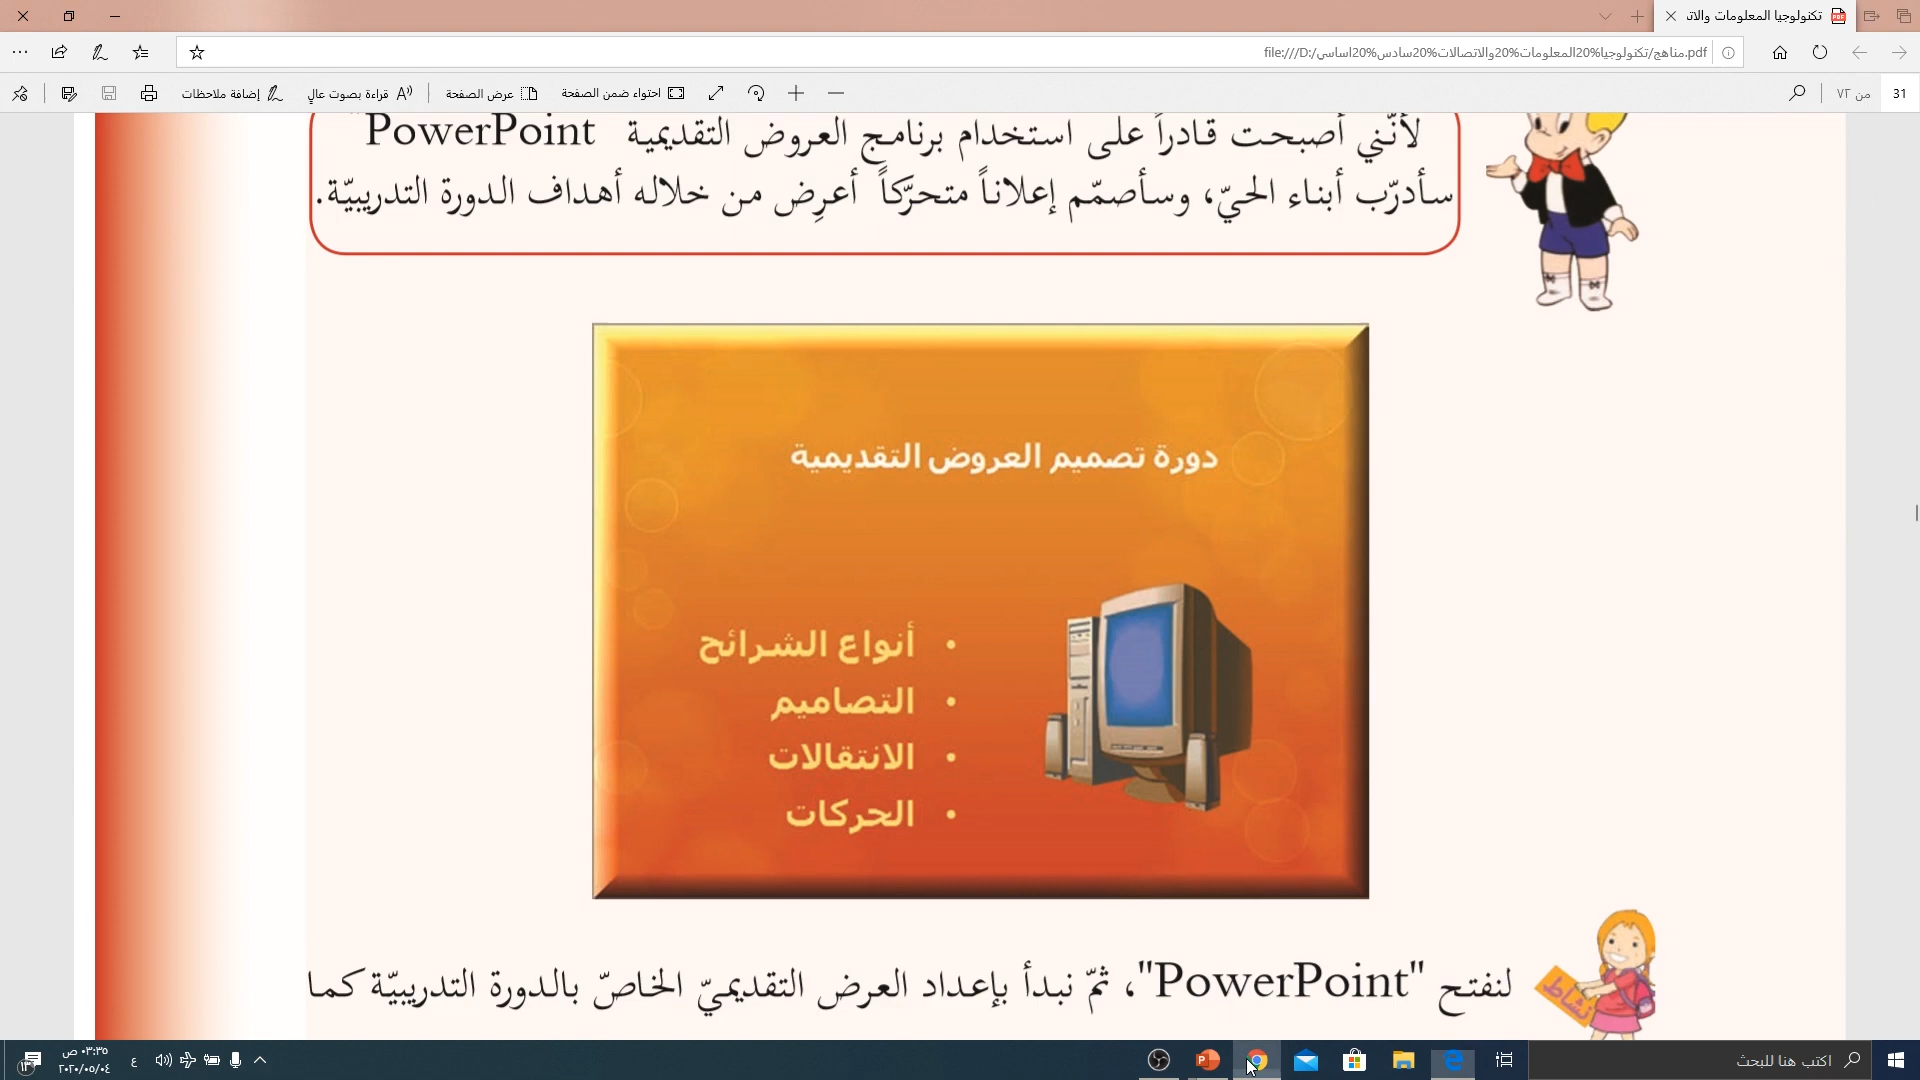 تكنولوجيا المعلومات والات
file:///D:/مناهج/تكنولوجيا%20المعلومات%20والاتصالات%20سادس%20اساسي.pdf
31 من ٧٢
احتواء ضمن الصفحة
عرض الصفحة
قراءة بصوت عالٍ
إضافة ملاحظات
لأنّني أصبحت قادراً على استخدام برنامج العروض التقديمية PowerPoint"
سأدرّب أبناء الحيّ، وسأصمّم إعلاناً متحرّكاً أعرِض من خلاله أهداف الدورة التدريبيّة.
دورة تصميم العروض التقديمية
• أنواع الشرائح
• التصاميم
• الانتقالات
• الحركات
نشاط
لنفتح "PowerPoint"، ثمّ نبدأ بإعداد العرض التقديميّ الخاصّ بالدورة التدريبيّة كما
اكتب هنا للبحث
ع
٠٣:٣٥ ص
٢٠٢٠/٠٥/٠٤
١٣